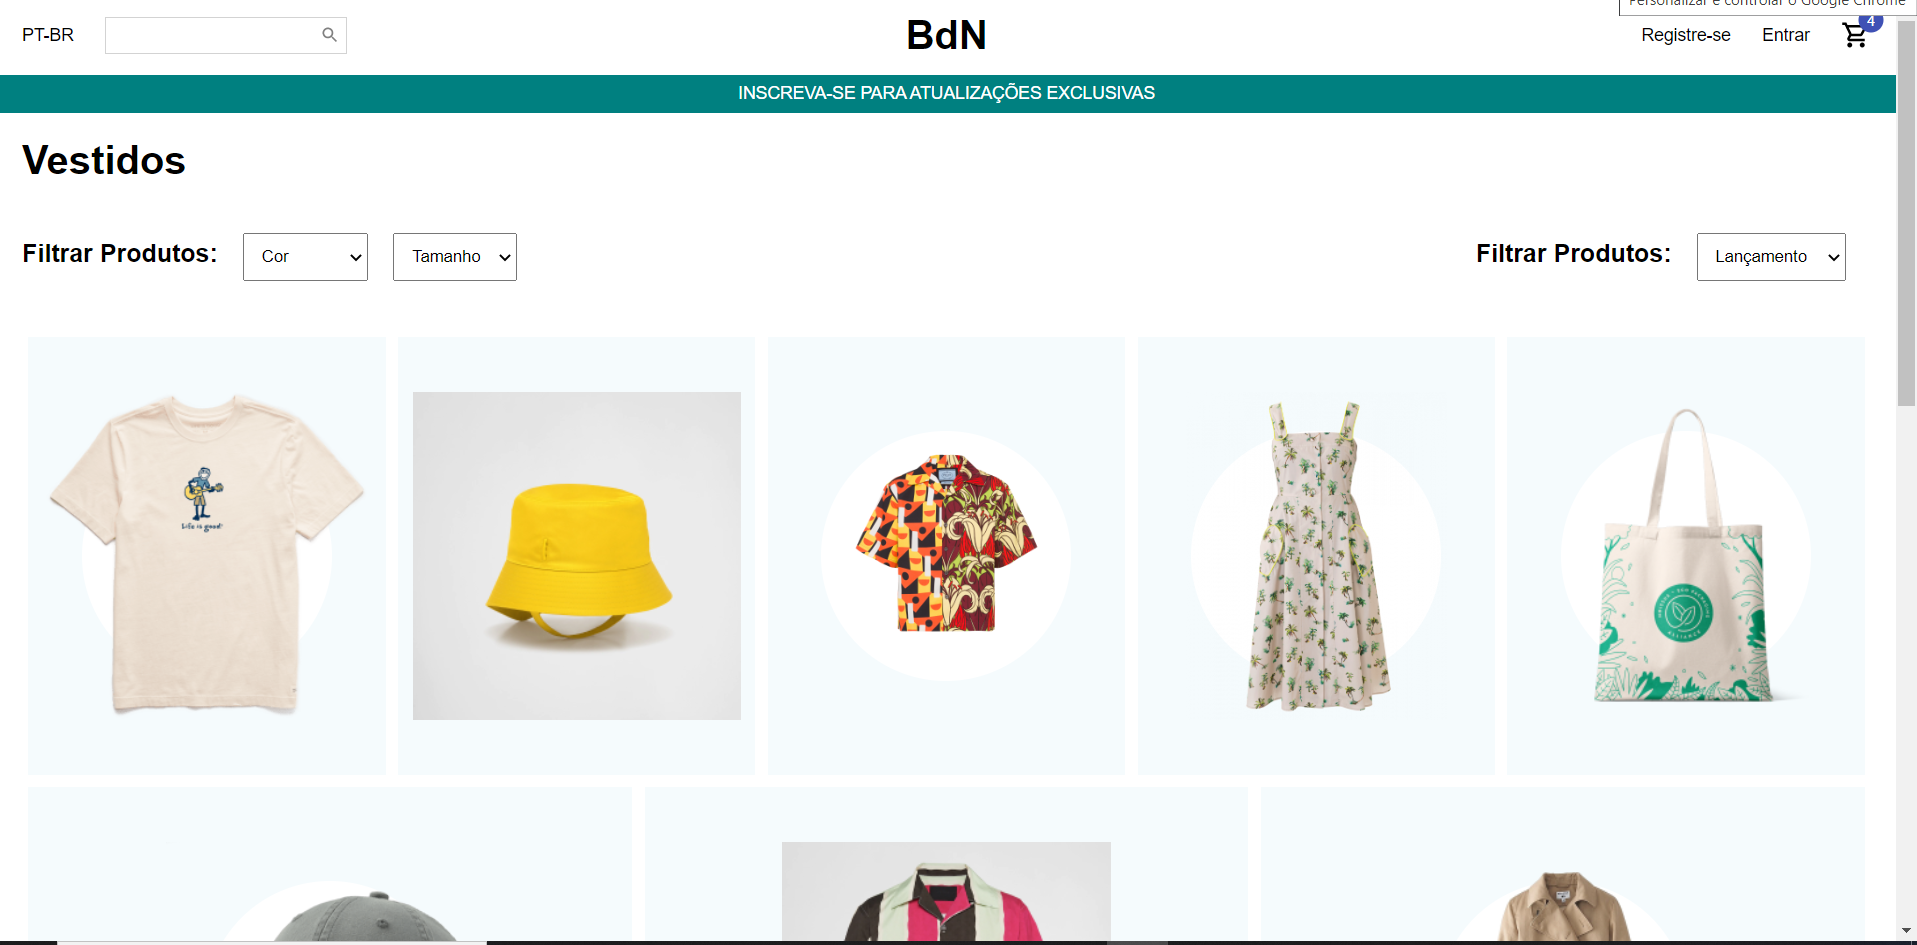 Personalizar e controlar o Google Chrome
PT-BR
BdN
Registre-se
Entrar
4
INSCREVA-SE PARA ATUALIZAÇÕES EXCLUSIVAS
Vestidos
Filtrar Produtos:
Cor
Tamanho
Filtrar Produtos:
Lançamento
Life is good
ALLIANCE